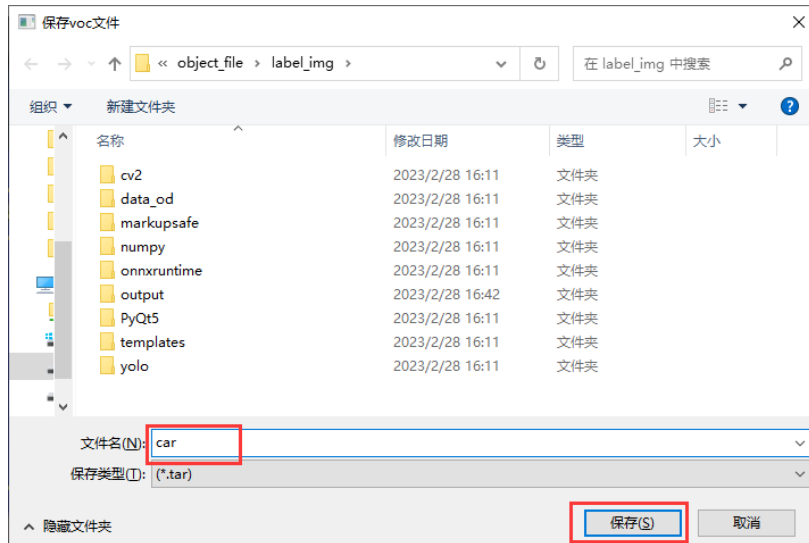 保存voc文件
« object_file › label_img ›
在 label_img 中搜索
组织
新建文件夹
名称 修改日期 类型 大小
cv2 2023/2/28 16:11 文件夹
data_od 2023/2/28 16:11 文件夹
markupsafe 2023/2/28 16:11 文件夹
numpy 2023/2/28 16:11 文件夹
onnxruntime 2023/2/28 16:11 文件夹
output 2023/2/28 16:42 文件夹
PyQt5 2023/2/28 16:11 文件夹
templates 2023/2/28 16:11 文件夹
yolo 2023/2/28 16:11 文件夹
文件名(N): car
保存类型(T): (*.tar)
隐藏文件夹
保存(S)
取消